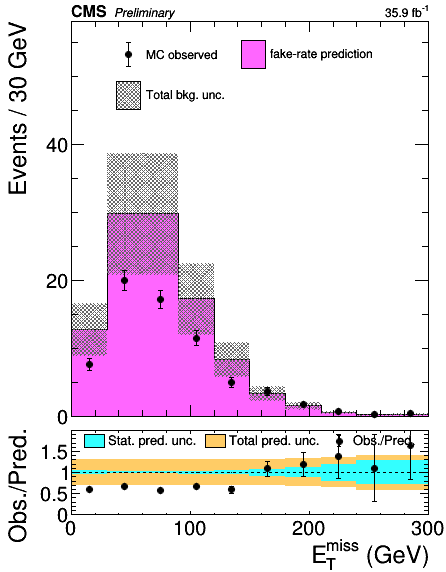 CMS Preliminary 35.9 fb⁻¹
MC observed fake-rate prediction
Total bkg. unc.
Events / 30 GeV
40
20
0
Stat. pred. unc. Total pred. unc. Obs./Pred.
Obs./Pred.
1.5
1
0.5
0
0 100 200 300
E_T^miss (GeV)